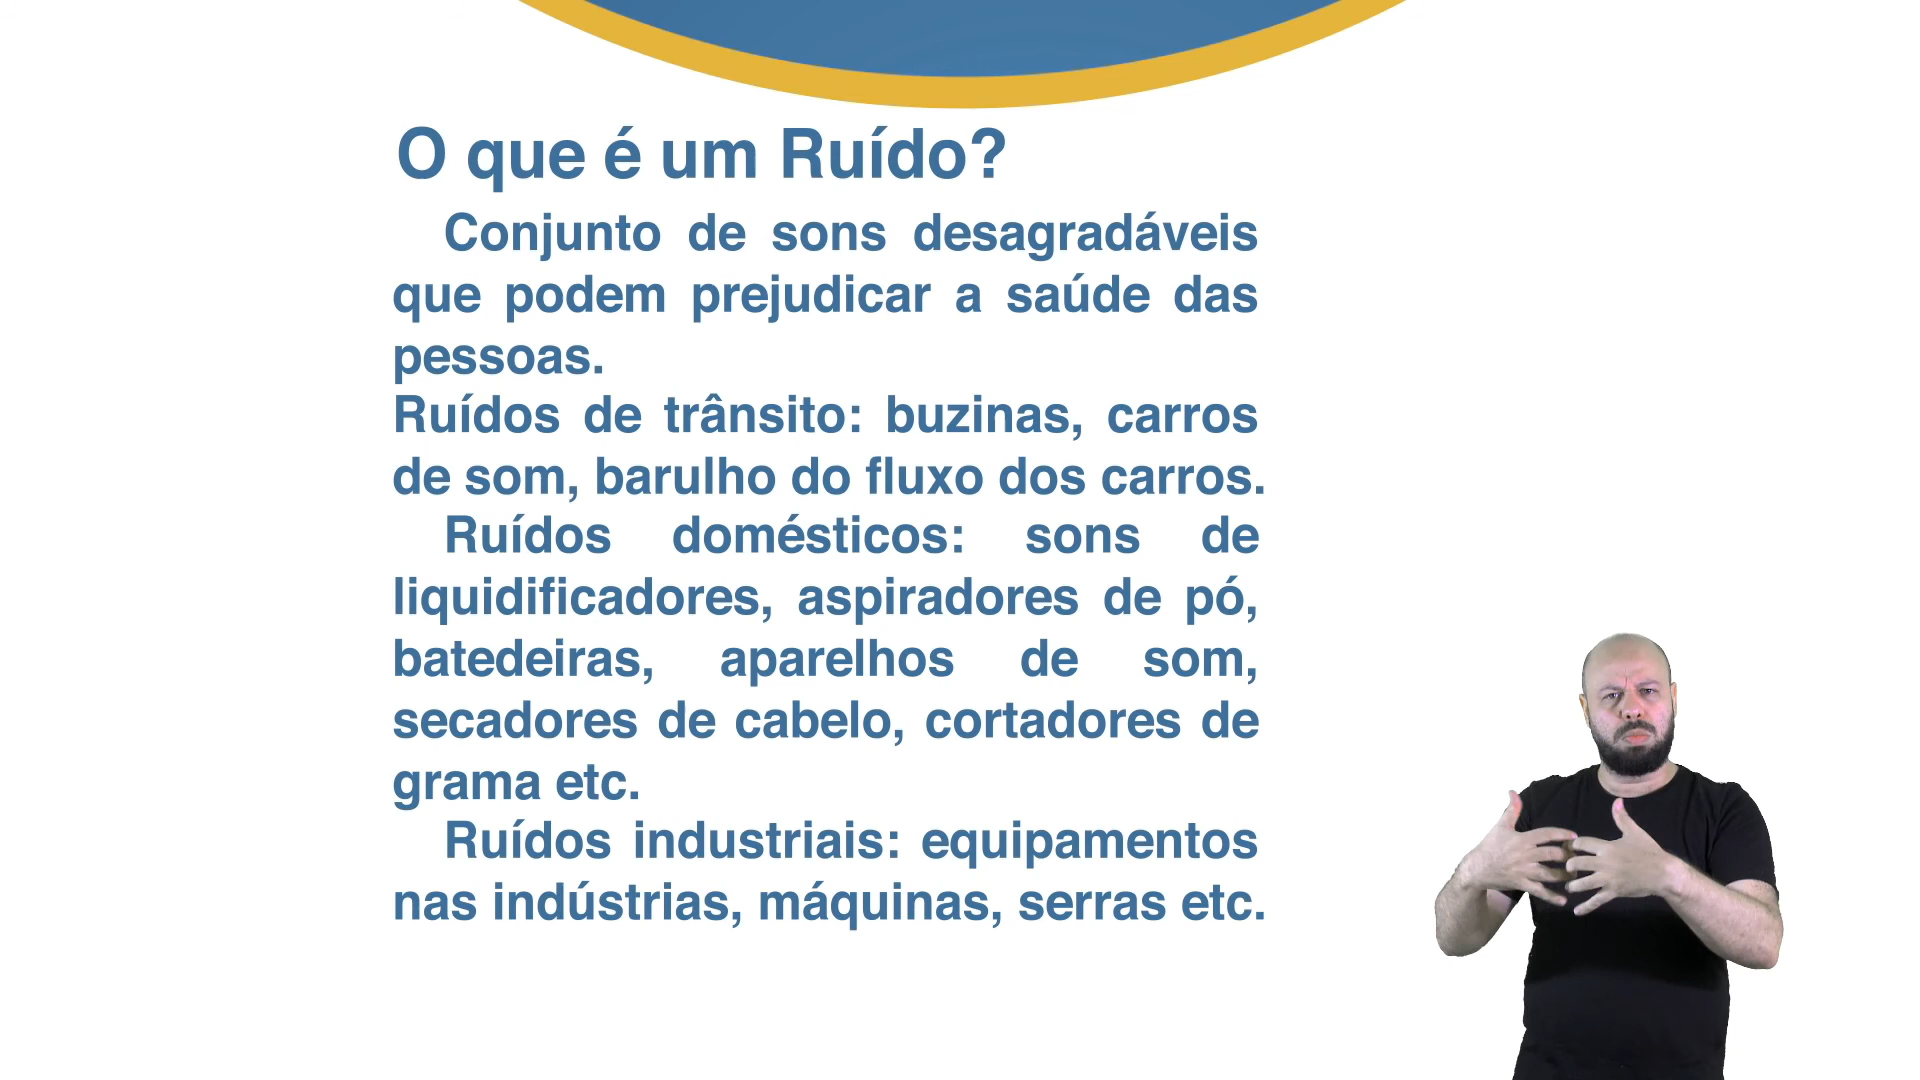 O que é um Ruído?
Conjunto de sons desagradáveis
que podem prejudicar a saúde das
pessoas.
Ruídos de trânsito: buzinas, carros
de som, barulho do fluxo dos carros.
Ruídos domésticos: sons de
liquidificadores, aspiradores de pó,
batedeiras, aparelhos de som,
secadores de cabelo, cortadores de
grama etc.
Ruídos industriais: equipamentos
nas indústrias, máquinas, serras etc.